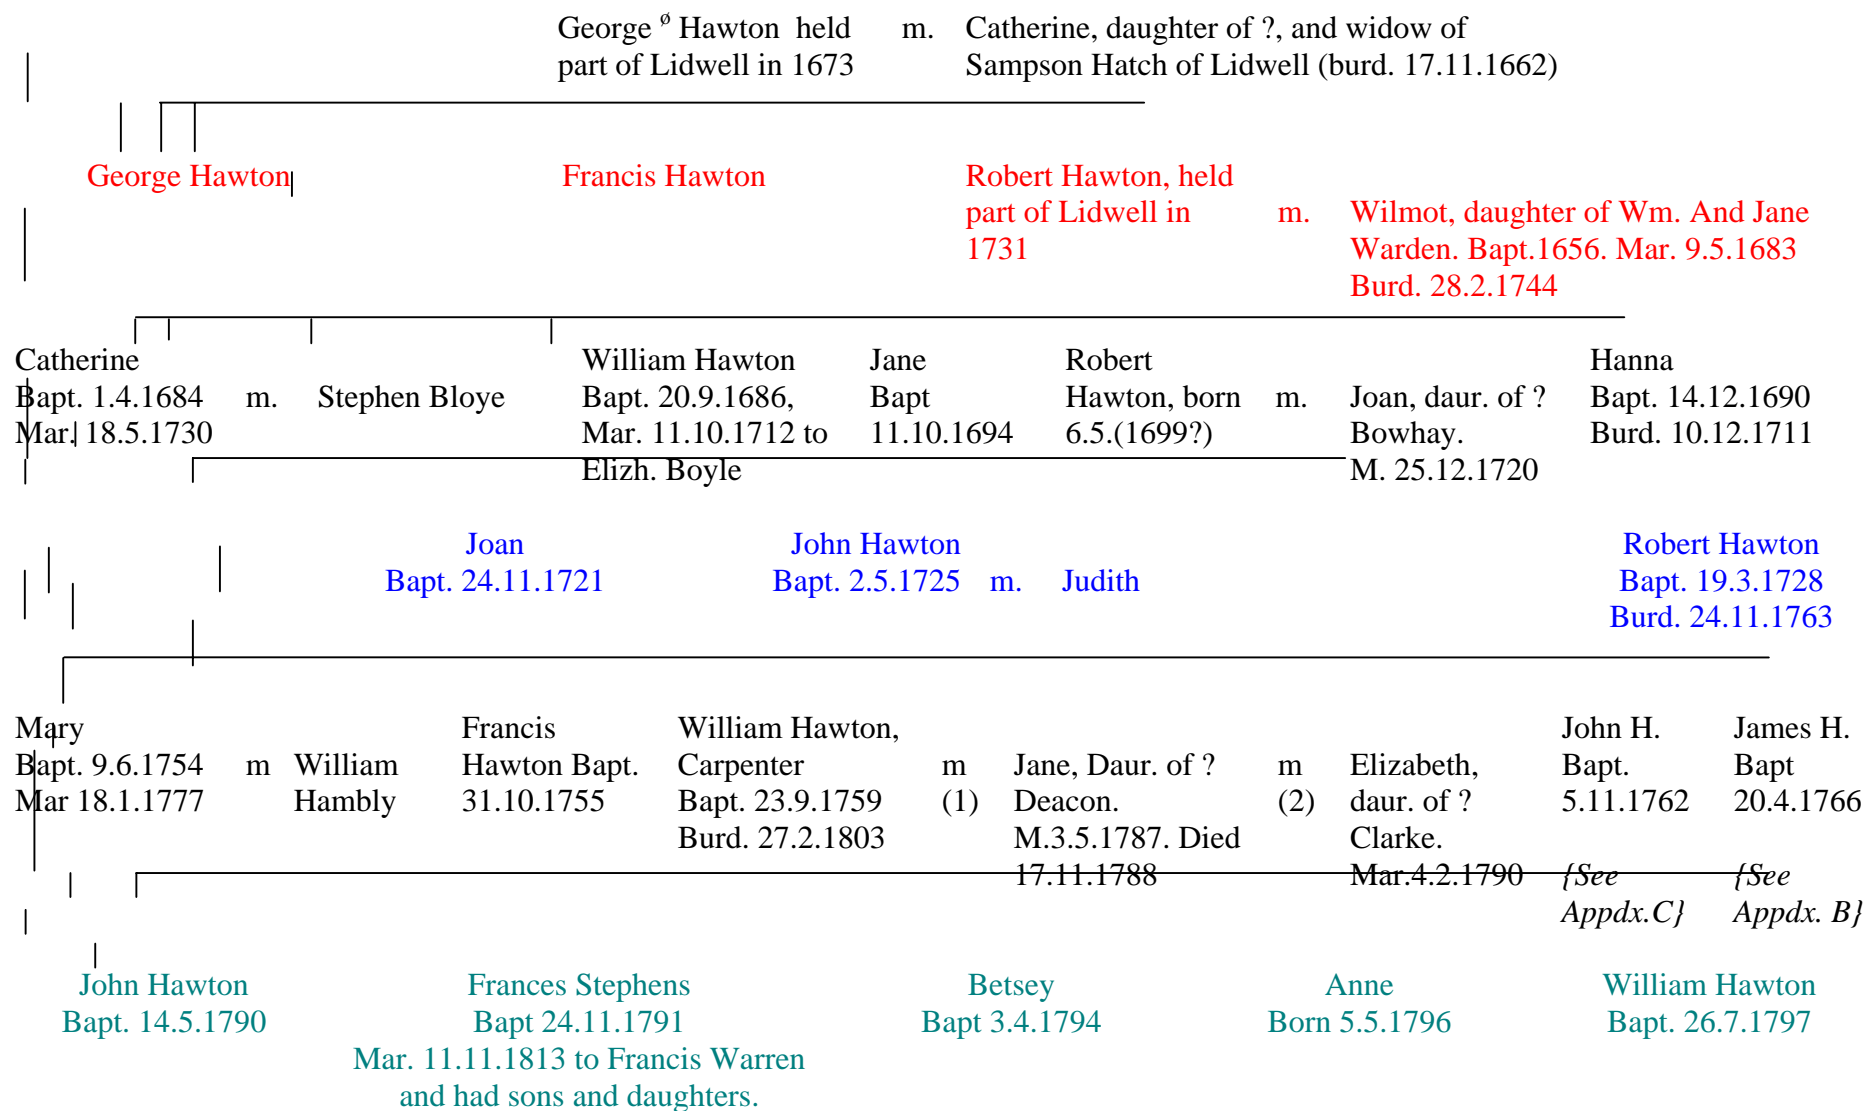 George ø Hawton held m. Catherine, daughter of ?, and widow of
part of Lidwell in 1673 Sampson Hatch of Lidwell (burd. 17.11.1662)
George Hawton Francis Hawton Robert Hawton, held
part of Lidwell in m. Wilmot, daughter of Wm. And Jane
1731 Warden. Bapt.1656. Mar. 9.5.1683
Burd. 28.2.1744
Catherine William Hawton Jane Robert Hanna
Bapt. 1.4.1684 m. Stephen Bloye Bapt. 20.9.1686, Bapt Hawton, born m. Joan, daur. of ? Bapt. 14.12.1690
Mar. 18.5.1730 Mar. 11.10.1712 to 11.10.1694 6.5.(1699?) Bowhay. Burd. 10.12.1711
Elizh. Boyle M. 25.12.1720
Joan John Hawton Robert Hawton
Bapt. 24.11.1721 Bapt. 2.5.1725 m. Judith Bapt. 19.3.1728
Burd. 24.11.1763
Mary Francis William Hawton, John H. James H.
Bapt. 9.6.1754 m William Hawton Bapt. Carpenter m Jane, Daur. of ? m Elizabeth, Bapt. Bapt
Mar 18.1.1777 Hambly 31.10.1755 Bapt. 23.9.1759 (1) Deacon. (2) daur. of ? 5.11.1762 20.4.1766
Burd. 27.2.1803 M.3.5.1787. Died Clarke.
17.11.1788 Mar.4.2.1790 {See {See
Appdx.C} Appdx. B}
John Hawton Frances Stephens Betsey Anne William Hawton
Bapt. 14.5.1790 Bapt 24.11.1791 Bapt 3.4.1794 Born 5.5.1796 Bapt. 26.7.1797
Mar. 11.11.1813 to Francis Warren
and had sons and daughters.